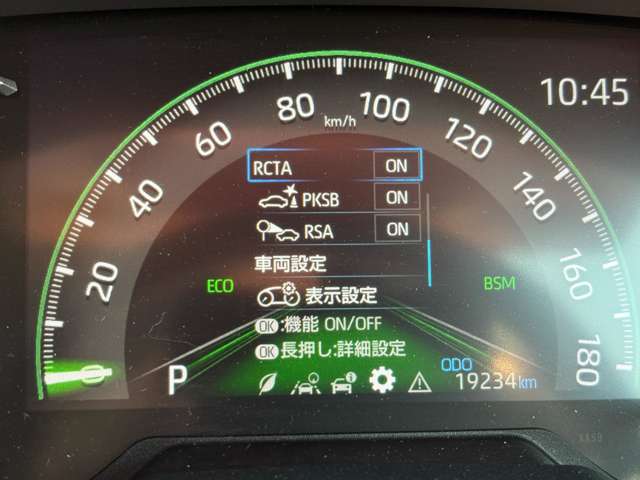 10:45
0 20 40 60 80 100 120 140 160 180
km/h
RCTA ON
PKSB ON
RSA ON
車両設定
ECO
BSM
表示設定
OK:機能 ON/OFF
OK 長押し:詳細設定
ODO
P
19234km